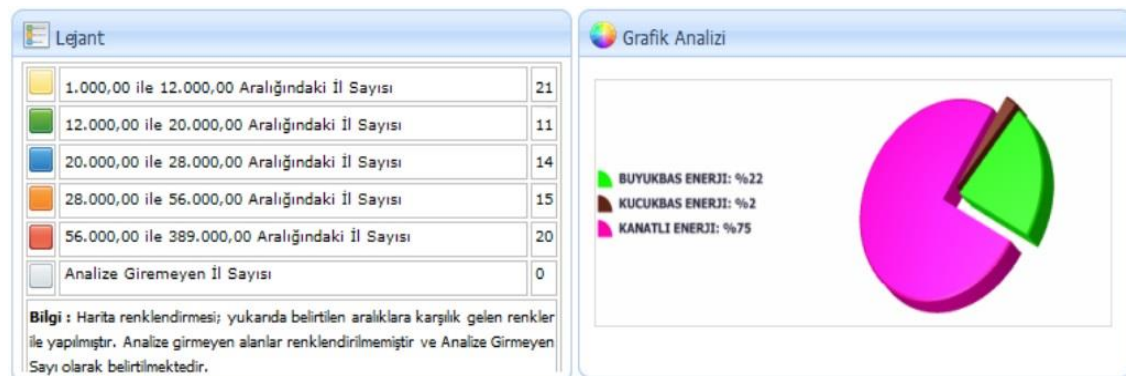 Lejant
1.000,00 ile 12.000,00 Aralığındaki İl Sayısı 21
12.000,00 ile 20.000,00 Aralığındaki İl Sayısı 11
20.000,00 ile 28.000,00 Aralığındaki İl Sayısı 14
28.000,00 ile 56.000,00 Aralığındaki İl Sayısı 15
56.000,00 ile 389.000,00 Aralığındaki İl Sayısı 20
Analize Giremeyen İl Sayısı 0
Bilgi : Harita renklendirmesi; yukarıda belirtilen aralıklara karşılık gelen renkler
ile yapılmıştır. Analize girmeyen alanlar renklendirilmemiştir ve Analize Girmeyen
Sayı olarak belirtilmektedir.
Grafik Analizi
BUYUKBAS ENERJI: %22
KUCUKBAS ENERJI: %2
KANATLI ENERJI: %75